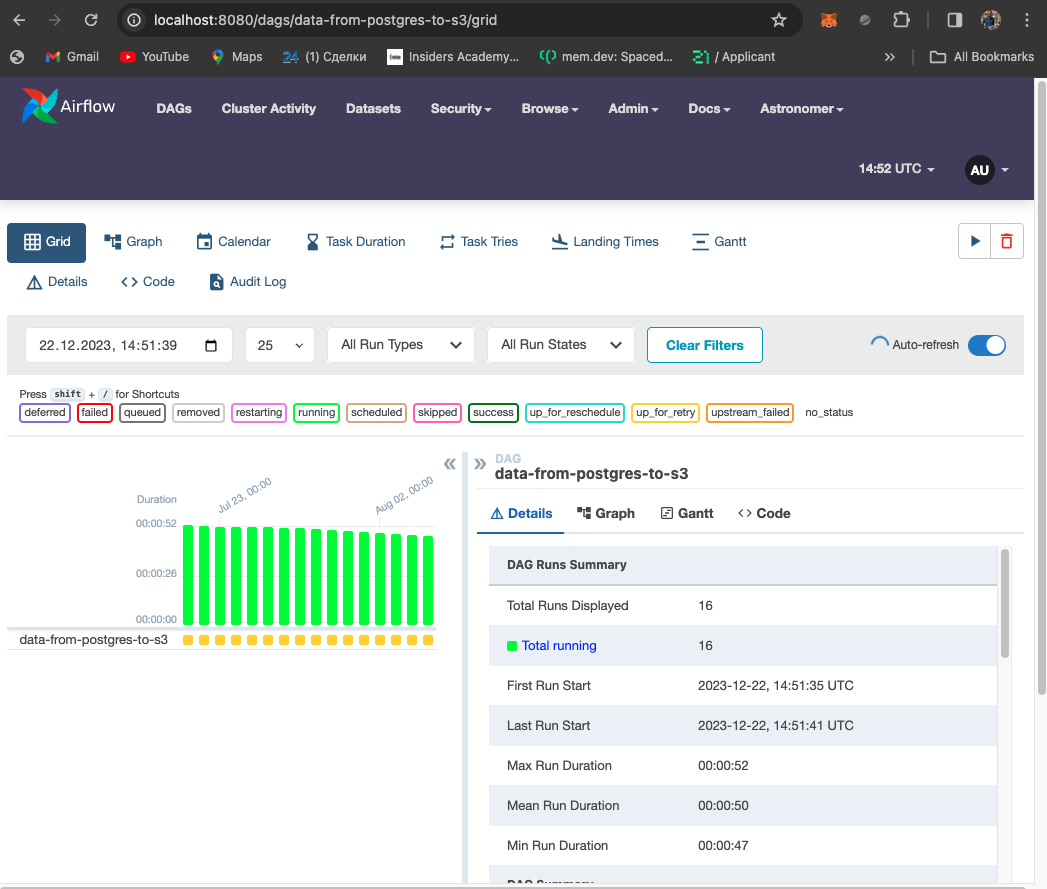 localhost:8080/dags/data-from-postgres-to-s3/grid
Gmail YouTube Maps 24 (1) Сделки Insiders Academy... mem.dev: Spaced... / Applicant » All Bookmarks
Airflow DAGs Cluster Activity Datasets Security Browse Admin Docs Astronomer
14:52 UTC AU
Grid Graph Calendar Task Duration Task Tries Landing Times Gantt
Details Code Audit Log
22.12.2023, 14:51:39 25 All Run Types All Run States Clear Filters Auto-refresh
Press shift + / for Shortcuts
deferred failed queued removed restarting running scheduled skipped success up_for_reschedule up_for_retry upstream_failed no_status
« » DAG
data-from-postgres-to-s3
Jul 23, 00:00 Aug 02, 00:00
Duration
00:00:52
00:00:26
00:00:00
data-from-postgres-to-s3
Details Graph Gantt Code
DAG Runs Summary
Total Runs Displayed 16
Total running 16
First Run Start 2023-12-22, 14:51:35 UTC
Last Run Start 2023-12-22, 14:51:41 UTC
Max Run Duration 00:00:52
Mean Run Duration 00:00:50
Min Run Duration 00:00:47
DAG Summary